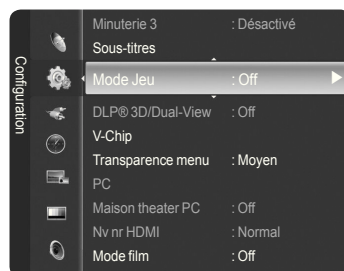 Configuration
Minuterie 3 : Désactivé
Sous-titres
Mode Jeu : Off
DLP® 3D/Dual-View : Off
V-Chip
Transparence menu : Moyen
PC
Maison theater PC : Off
Nv nr HDMI : Normal
Mode film : Off